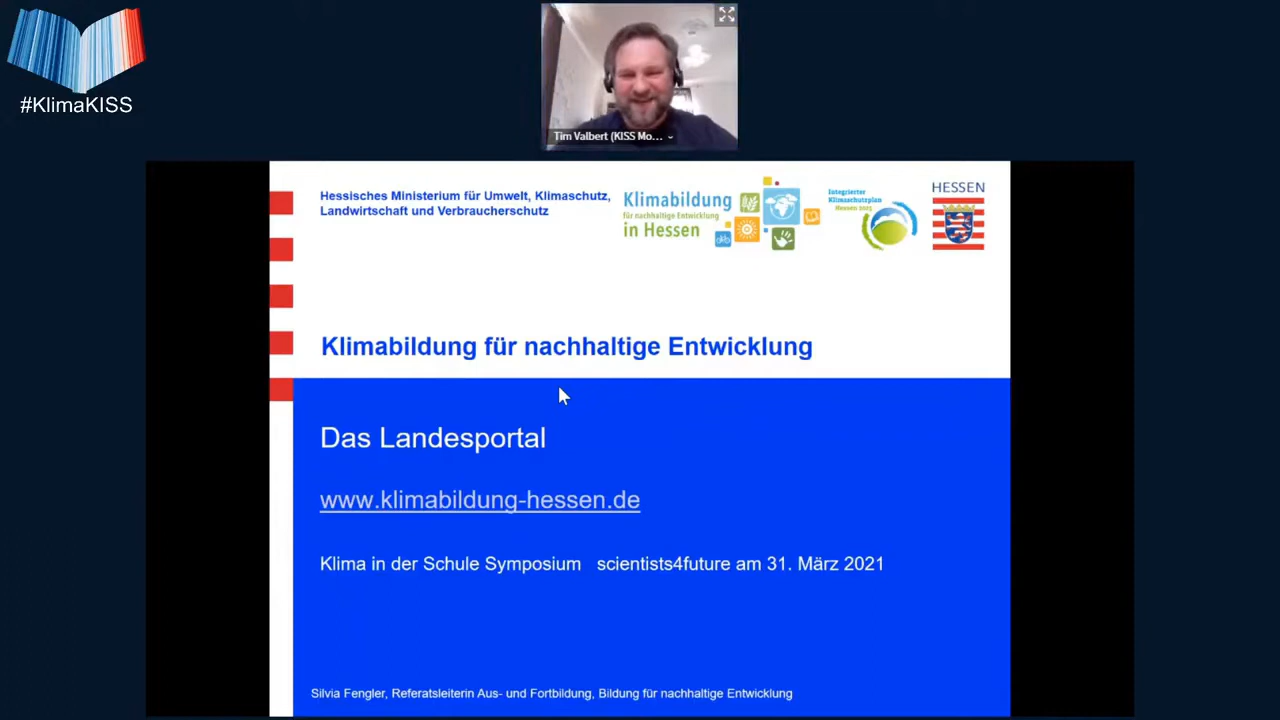 #KlimaKISS
Tim Valbert (KISS Mo...
Hessisches Ministerium für Umwelt, Klimaschutz,
Landwirtschaft und Verbraucherschutz
Klimabildung
für nachhaltige Entwicklung
in Hessen
Integrierter
Klimaschutzplan
Hessen 2025
HESSEN
Klimabildung für nachhaltige Entwicklung
Das Landesportal
www.klimabildung-hessen.de
Klima in der Schule Symposium scientists4future am 31. März 2021
Silvia Fengler, Referatsleiterin Aus- und Fortbildung, Bildung für nachhaltige Entwicklung